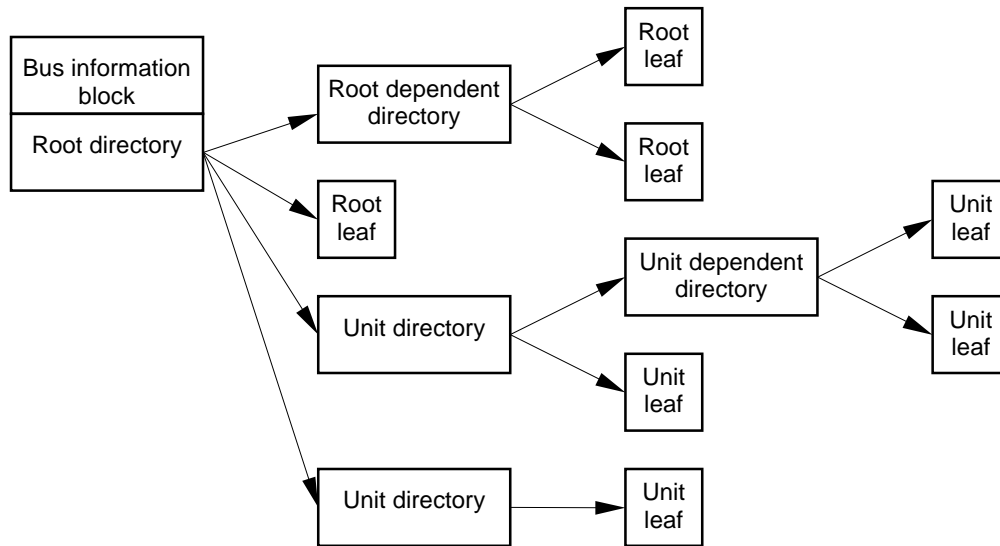 Bus information
block
Root directory
Root dependent
directory
Root
leaf
Root
leaf
Root
leaf
Unit directory
Unit dependent
directory
Unit
leaf
Unit
leaf
Unit
leaf
Unit directory
Unit
leaf